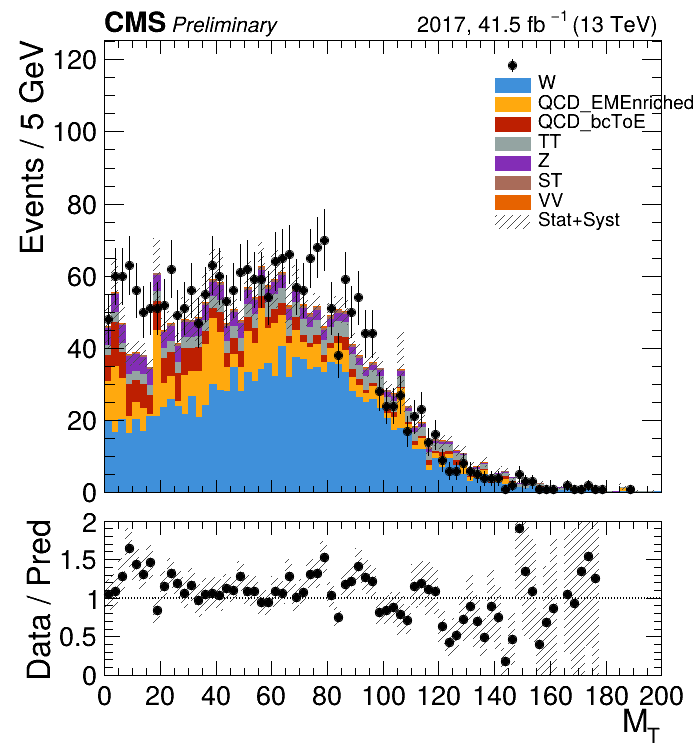 CMS Preliminary 2017, 41.5 fb⁻¹ (13 TeV)
Events / 5 GeV
120
100
80
60
40
20
0
W
QCD_EMEnriched
QCD_bcToE
TT
Z
ST
VV
Stat+Syst
Data / Pred
2
1.5
1
0.5
0
0 20 40 60 80 100 120 140 160 180 200
M_T